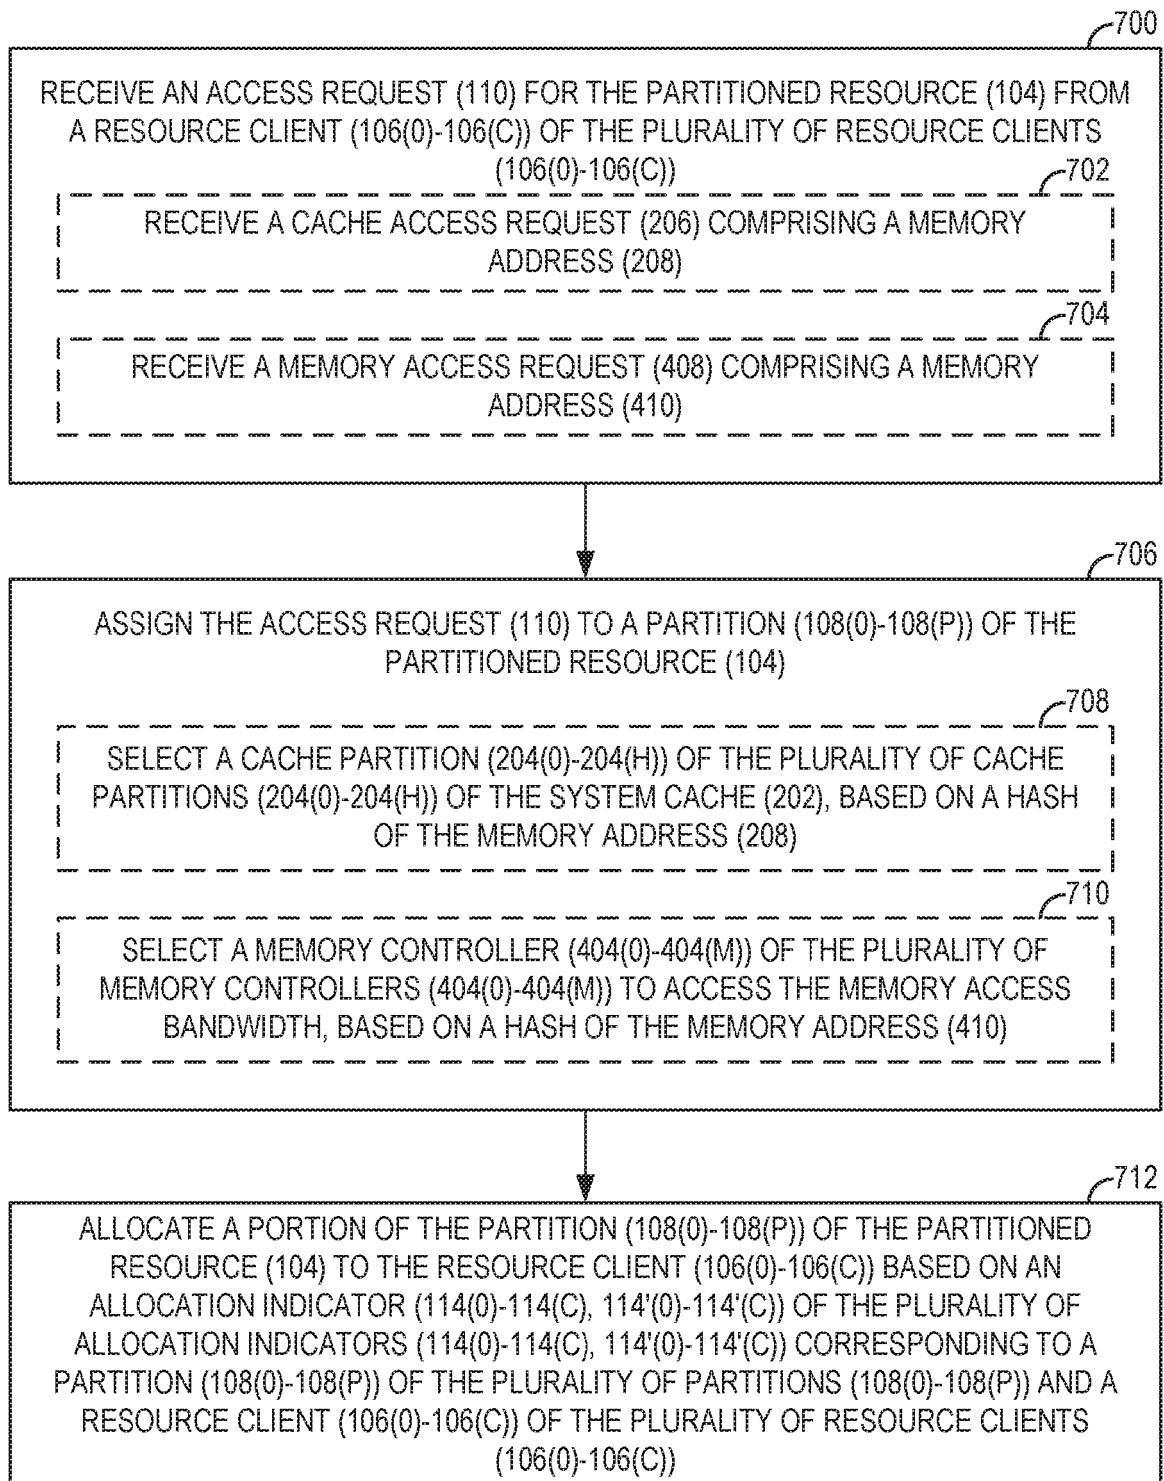 700
RECEIVE AN ACCESS REQUEST (110) FOR THE PARTITIONED RESOURCE (104) FROM
A RESOURCE CLIENT (106(0)-106(C)) OF THE PLURALITY OF RESOURCE CLIENTS
(106(0)-106(C))
702
RECEIVE A CACHE ACCESS REQUEST (206) COMPRISING A MEMORY
ADDRESS (208)
704
RECEIVE A MEMORY ACCESS REQUEST (408) COMPRISING A MEMORY
ADDRESS (410)
706
ASSIGN THE ACCESS REQUEST (110) TO A PARTITION (108(0)-108(P)) OF THE
PARTITIONED RESOURCE (104)
708
SELECT A CACHE PARTITION (204(0)-204(H)) OF THE PLURALITY OF CACHE
PARTITIONS (204(0)-204(H)) OF THE SYSTEM CACHE (202), BASED ON A HASH
OF THE MEMORY ADDRESS (208)
710
SELECT A MEMORY CONTROLLER (404(0)-404(M)) OF THE PLURALITY OF
MEMORY CONTROLLERS (404(0)-404(M)) TO ACCESS THE MEMORY ACCESS
BANDWIDTH, BASED ON A HASH OF THE MEMORY ADDRESS (410)
712
ALLOCATE A PORTION OF THE PARTITION (108(0)-108(P)) OF THE PARTITIONED
RESOURCE (104) TO THE RESOURCE CLIENT (106(0)-106(C)) BASED ON AN
ALLOCATION INDICATOR (114(0)-114(C), 114'(0)-114'(C)) OF THE PLURALITY OF
ALLOCATION INDICATORS (114(0)-114(C), 114'(0)-114'(C)) CORRESPONDING TO A
PARTITION (108(0)-108(P)) OF THE PLURALITY OF PARTITIONS (108(0)-108(P)) AND A
RESOURCE CLIENT (106(0)-106(C)) OF THE PLURALITY OF RESOURCE CLIENTS
(106(0)-106(C))